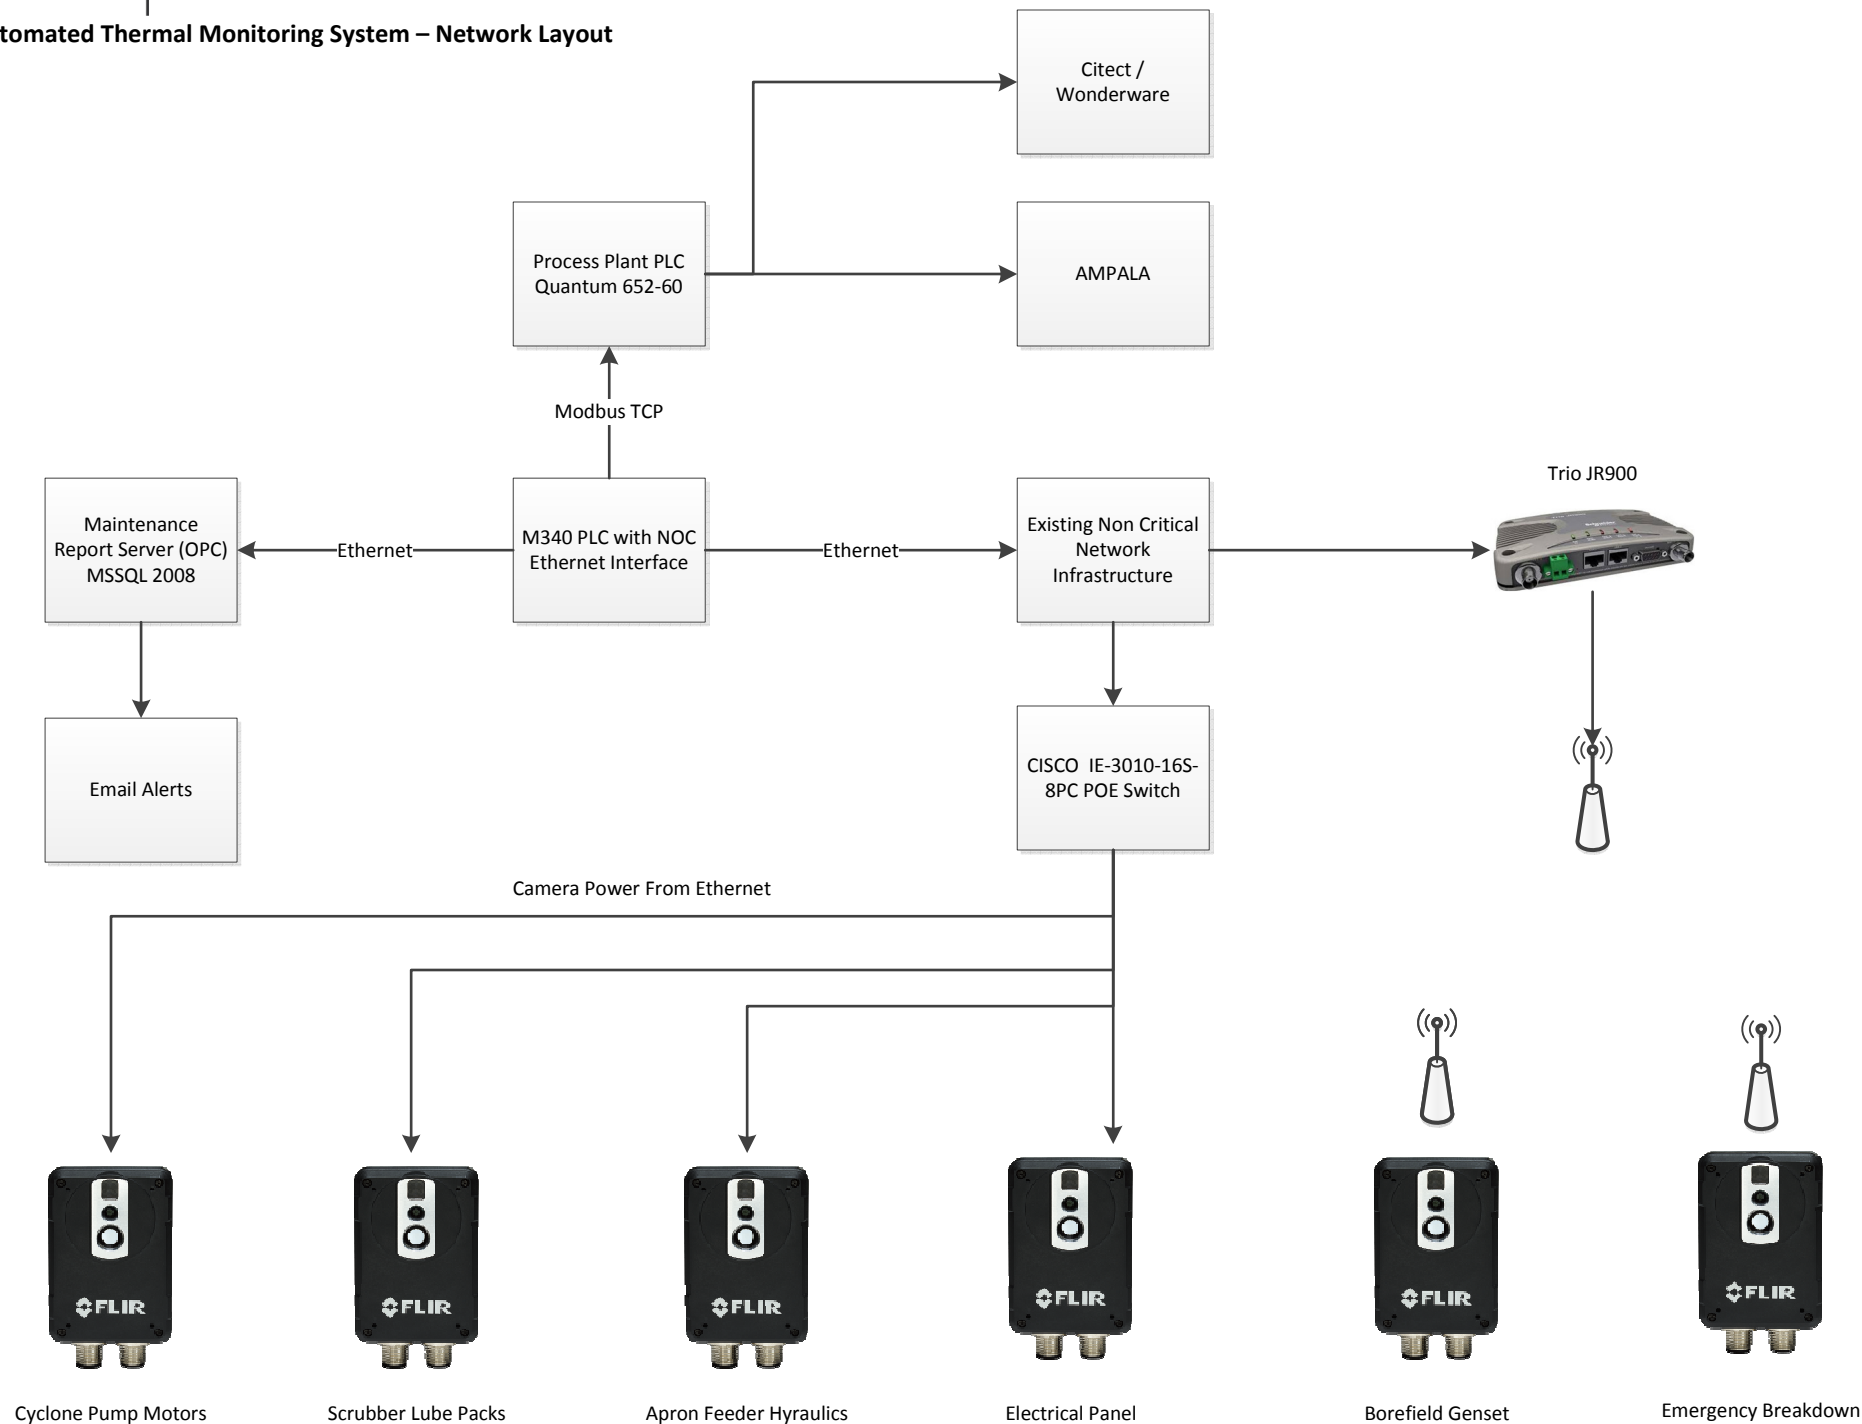 tomated Thermal Monitoring System – Network Layout
Citect /
Wonderware
Process Plant PLC
Quantum 652-60
AMPALA
Modbus TCP
Trio JR900
Maintenance
Report Server (OPC)
MSSQL 2008
Ethernet
M340 PLC with NOC
Ethernet Interface
Ethernet
Existing Non Critical
Network
Infrastructure
Email Alerts
CISCO IE-3010-16S-
8PC POE Switch
Camera Power From Ethernet
FLIR
FLIR
FLIR
FLIR
FLIR
FLIR
Cyclone Pump Motors
Scrubber Lube Packs
Apron Feeder Hyraulics
Electrical Panel
Borefield Genset
Emergency Breakdown